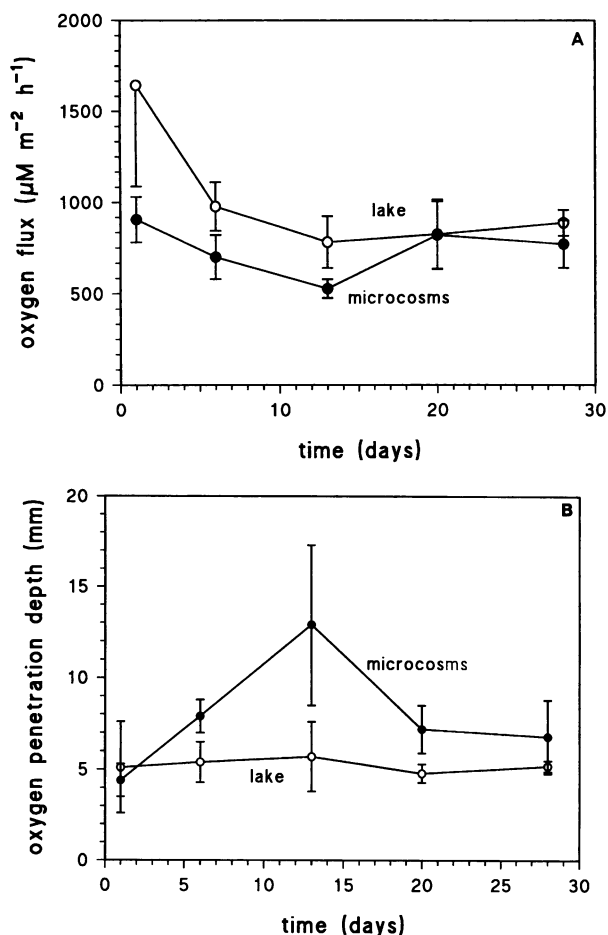 A
oxygen flux (μM m⁻² h⁻¹)
2000
1500
1000
500
0
lake
microcosms
0 10 20 30
time (days)
B
oxygen penetration depth (mm)
20
15
10
5
0
microcosms
lake
0 5 10 15 20 25 30
time (days)